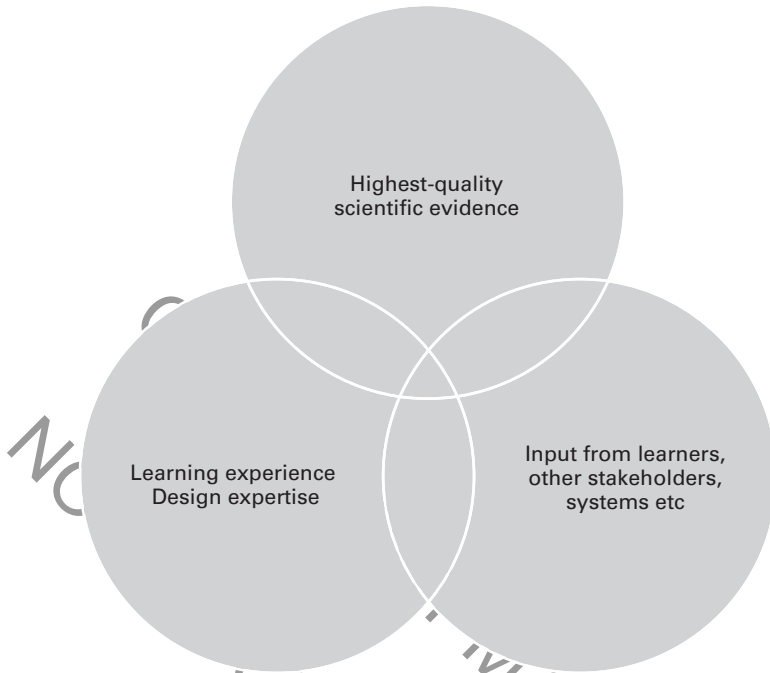 Highest-quality
scientific evidence
Learning experience
Design expertise
Input from learners,
other stakeholders,
systems etc